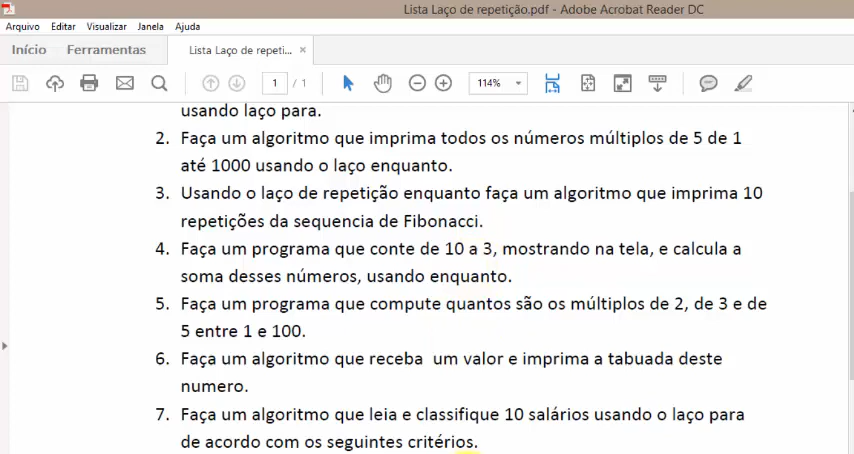 Lista Laço de repetição.pdf - Adobe Acrobat Reader DC
Arquivo Editar Visualizar Janela Ajuda
Início Ferramentas Lista Laço de repeti... ×
1 / 1 114%
usando laço para.
2. Faça um algoritmo que imprima todos os números múltiplos de 5 de 1
até 1000 usando o laço enquanto.
3. Usando o laço de repetição enquanto faça um algoritmo que imprima 10
repetições da sequencia de Fibonacci.
4. Faça um programa que conte de 10 a 3, mostrando na tela, e calcula a
soma desses números, usando enquanto.
5. Faça um programa que compute quantos são os múltiplos de 2, de 3 e de
5 entre 1 e 100.
6. Faça um algoritmo que receba  um valor e imprima a tabuada deste
numero.
7. Faça um algoritmo que leia e classifique 10 salários usando o laço para
de acordo com os seguintes critérios.